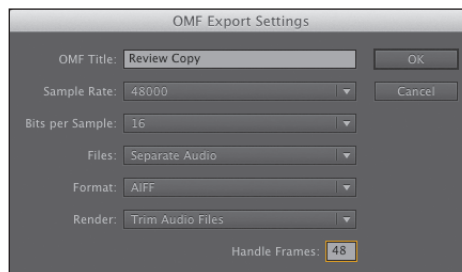 OMF Export Settings
OMF Title: Review Copy
OK
Sample Rate: 48000
Cancel
Bits per Sample: 16
Files: Separate Audio
Format: AIFF
Render: Trim Audio Files
Handle Frames: 48